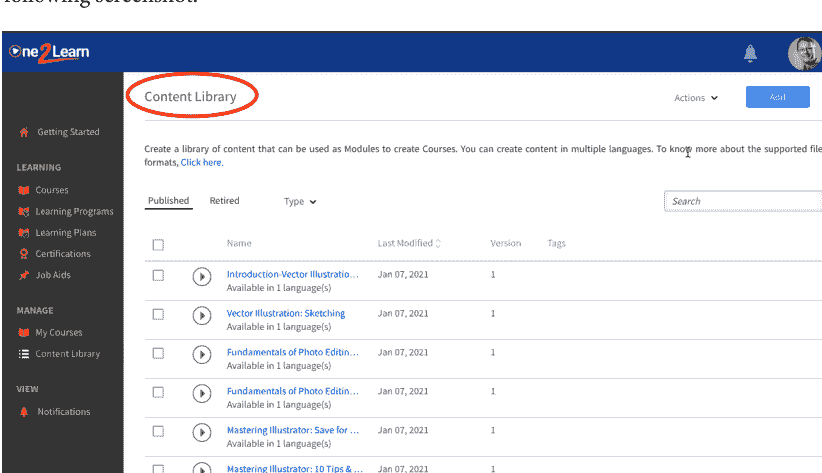 following screenshot.
One2Learn
Content Library
Actions
Add
Getting Started
LEARNING
Courses
Learning Programs
Learning Plans
Certifications
Job Aids
MANAGE
My Courses
Content Library
VIEW
Notifications
Create a library of content that can be used as Modules to create Courses. You can create content in multiple languages. To know more about the supported file
formats, Click here.
Published Retired Type
Search
Name Last Modified Version Tags
Introduction-Vector Illustratio... Jan 07, 2021 1
Available in 1 language(s)
Vector Illustration: Sketching Jan 07, 2021 1
Available in 1 language(s)
Fundamentals of Photo Editin... Jan 07, 2021 1
Available in 1 language(s)
Fundamentals of Photo Editin... Jan 07, 2021 1
Available in 1 language(s)
Mastering Illustrator: Save for ... Jan 07, 2021 1
Available in 1 language(s)
Mastering Illustrator: 10 Tips & ... Jan 07, 2021 1